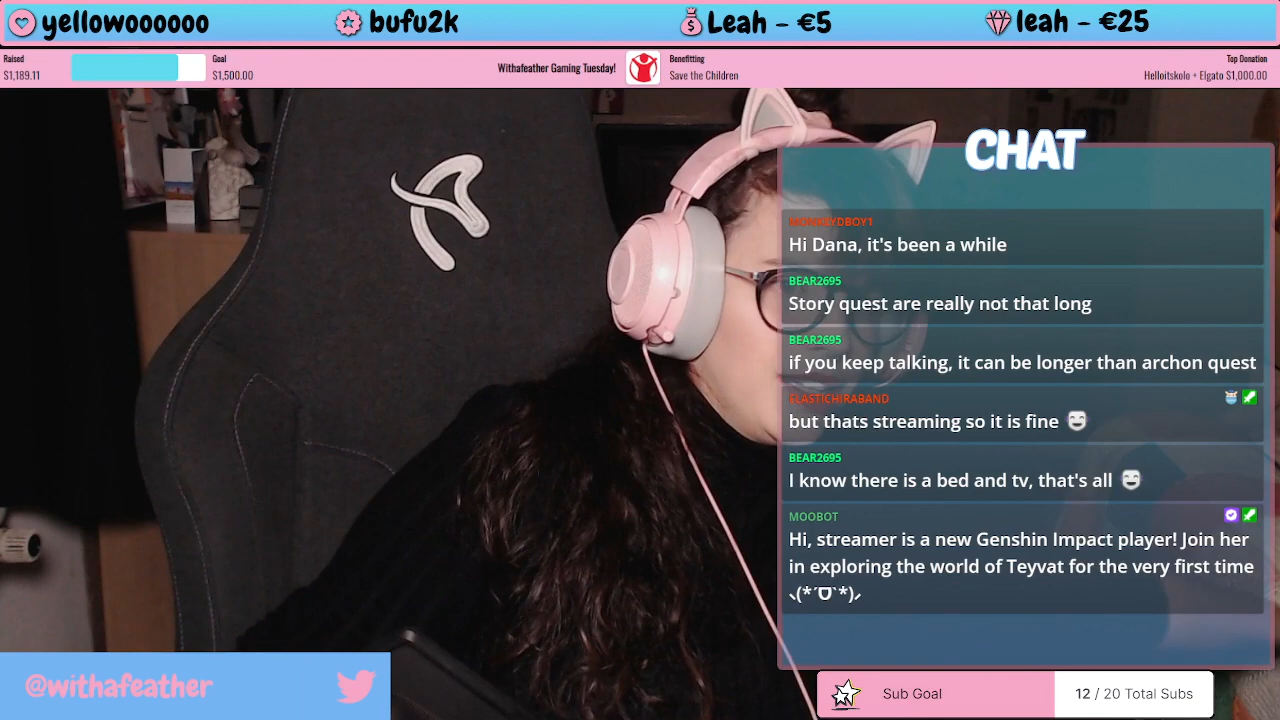 yellowoooooo
bufu2k
Leah - €5
leah - €25
Raised
$1,189.11
Goal
$1,500.00
Withafeather Gaming Tuesday!
Benefitting
Save the Children
Top Donation
Helloitskolo + Elgato $1,000.00
CHAT
MONKEYDBOY1
Hi Dana, it's been a while
BEAR2695
Story quest are really not that long
BEAR2695
if you keep talking, it can be longer than archon quest
ELASTICHIRABAND
but thats streaming so it is fine
BEAR2695
I know there is a bed and tv, that's all
MOOBOT
Hi, streamer is a new Genshin Impact player! Join her
in exploring the world of Teyvat for the very first time
⸜(*ˊᗜˋ*)⸝
@withafeather
Sub Goal
12 / 20 Total Subs